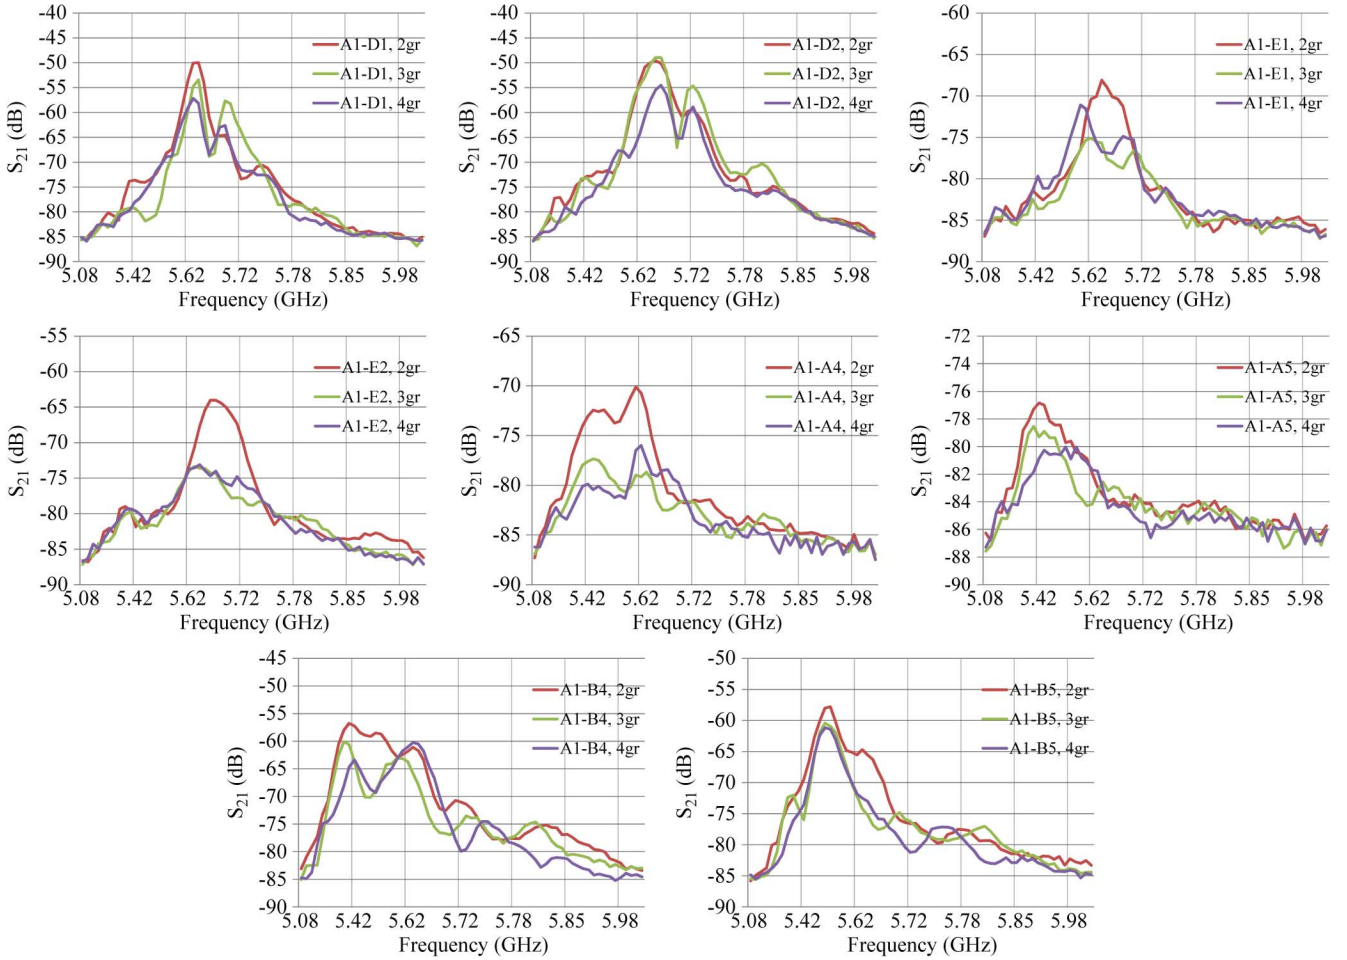 -40
-45
-50
-55
-60
-65
-70
-75
-80
-85
-90
S21 (dB)
A1-D1, 2gr
A1-D1, 3gr
A1-D1, 4gr
5.08 5.42 5.62 5.72 5.78 5.85 5.98
Frequency (GHz)
-40
-45
-50
-55
-60
-65
-70
-75
-80
-85
-90
S21 (dB)
A1-D2, 2gr
A1-D2, 3gr
A1-D2, 4gr
5.08 5.42 5.62 5.72 5.78 5.85 5.98
Frequency (GHz)
-60
-65
-70
-75
-80
-85
-90
S21 (dB)
A1-E1, 2gr
A1-E1, 3gr
A1-E1, 4gr
5.08 5.42 5.62 5.72 5.78 5.85 5.98
Frequency (GHz)
-55
-60
-65
-70
-75
-80
-85
-90
S21 (dB)
A1-E2, 2gr
A1-E2, 3gr
A1-E2, 4gr
5.08 5.42 5.62 5.72 5.78 5.85 5.98
Frequency (GHz)
-65
-70
-75
-80
-85
-90
S21 (dB)
A1-A4, 2gr
A1-A4, 3gr
A1-A4, 4gr
5.08 5.42 5.62 5.72 5.78 5.85 5.98
Frequency (GHz)
-72
-74
-76
-78
-80
-82
-84
-86
-88
-90
S21 (dB)
A1-A5, 2gr
A1-A5, 3gr
A1-A5, 4gr
5.08 5.42 5.62 5.72 5.78 5.85 5.98
Frequency (GHz)
-45
-50
-55
-60
-65
-70
-75
-80
-85
-90
S21 (dB)
A1-B4, 2gr
A1-B4, 3gr
A1-B4, 4gr
5.08 5.42 5.62 5.72 5.78 5.85 5.98
Frequency (GHz)
-50
-55
-60
-65
-70
-75
-80
-85
-90
S21 (dB)
A1-B5, 2gr
A1-B5, 3gr
A1-B5, 4gr
5.08 5.42 5.62 5.72 5.78 5.85 5.98
Frequency (GHz)